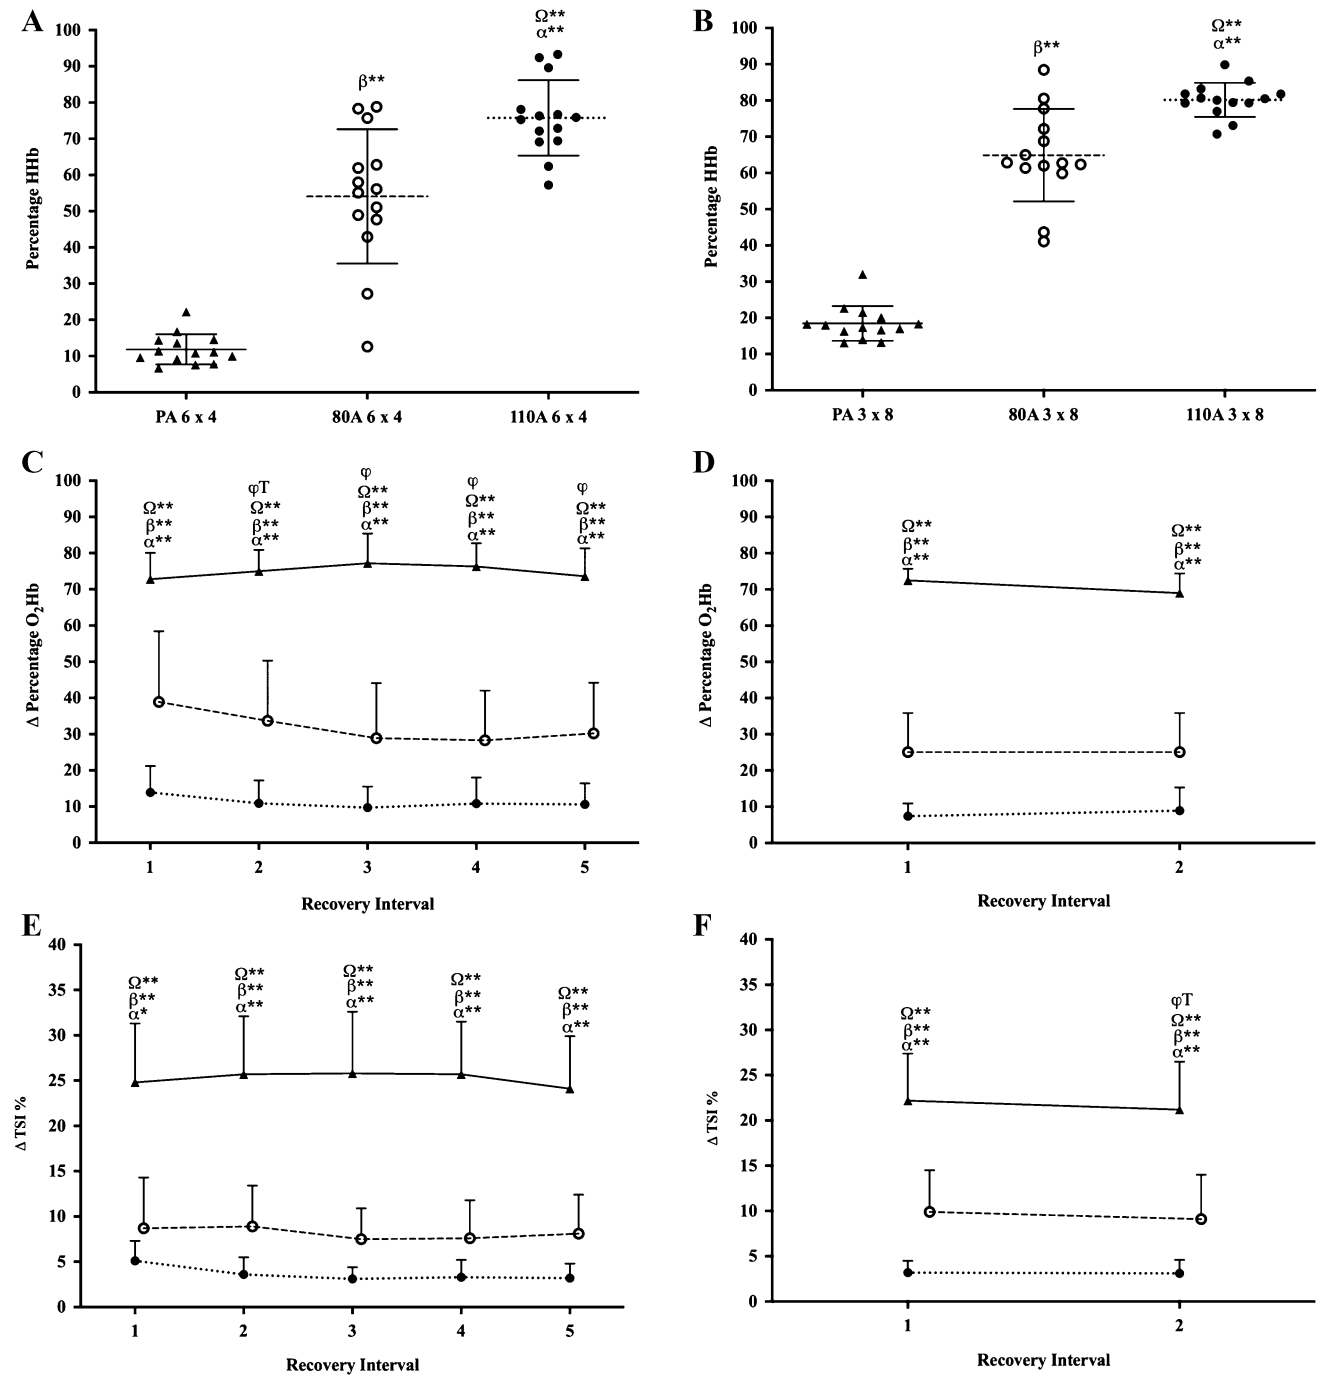 A
100
90
80
70
60
50
40
30
20
10
0
Percentage HHb
β**
Ω**
α**
PA 6 x 4
80A 6 x 4
110A 6 x 4
B
100
90
80
70
60
50
40
30
20
10
0
Percentage HHb
β**
Ω**
α**
PA 3 x 8
80A 3 x 8
110A 3 x 8
C
100
90
80
70
60
50
40
30
20
10
0
Δ Percentage O₂Hb
Ω**
β**
α**
φT
Ω**
β**
α**
φ
Ω**
β**
α**
φ
Ω**
β**
α**
φ
Ω**
β**
α**
1
2
3
4
5
Recovery Interval
D
100
90
80
70
60
50
40
30
20
10
0
Δ Percentage O₂Hb
Ω**
β**
α**
Ω**
β**
α**
1
2
Recovery Interval
E
40
35
30
25
20
15
10
5
0
Δ TSI %
Ω**
β**
α*
Ω**
β**
α**
Ω**
β**
α**
Ω**
β**
α**
Ω**
β**
α**
1
2
3
4
5
Recovery Interval
F
40
35
30
25
20
15
10
5
0
Δ TSI %
Ω**
β**
α**
φT
Ω**
β**
α**
1
2
Recovery Interval